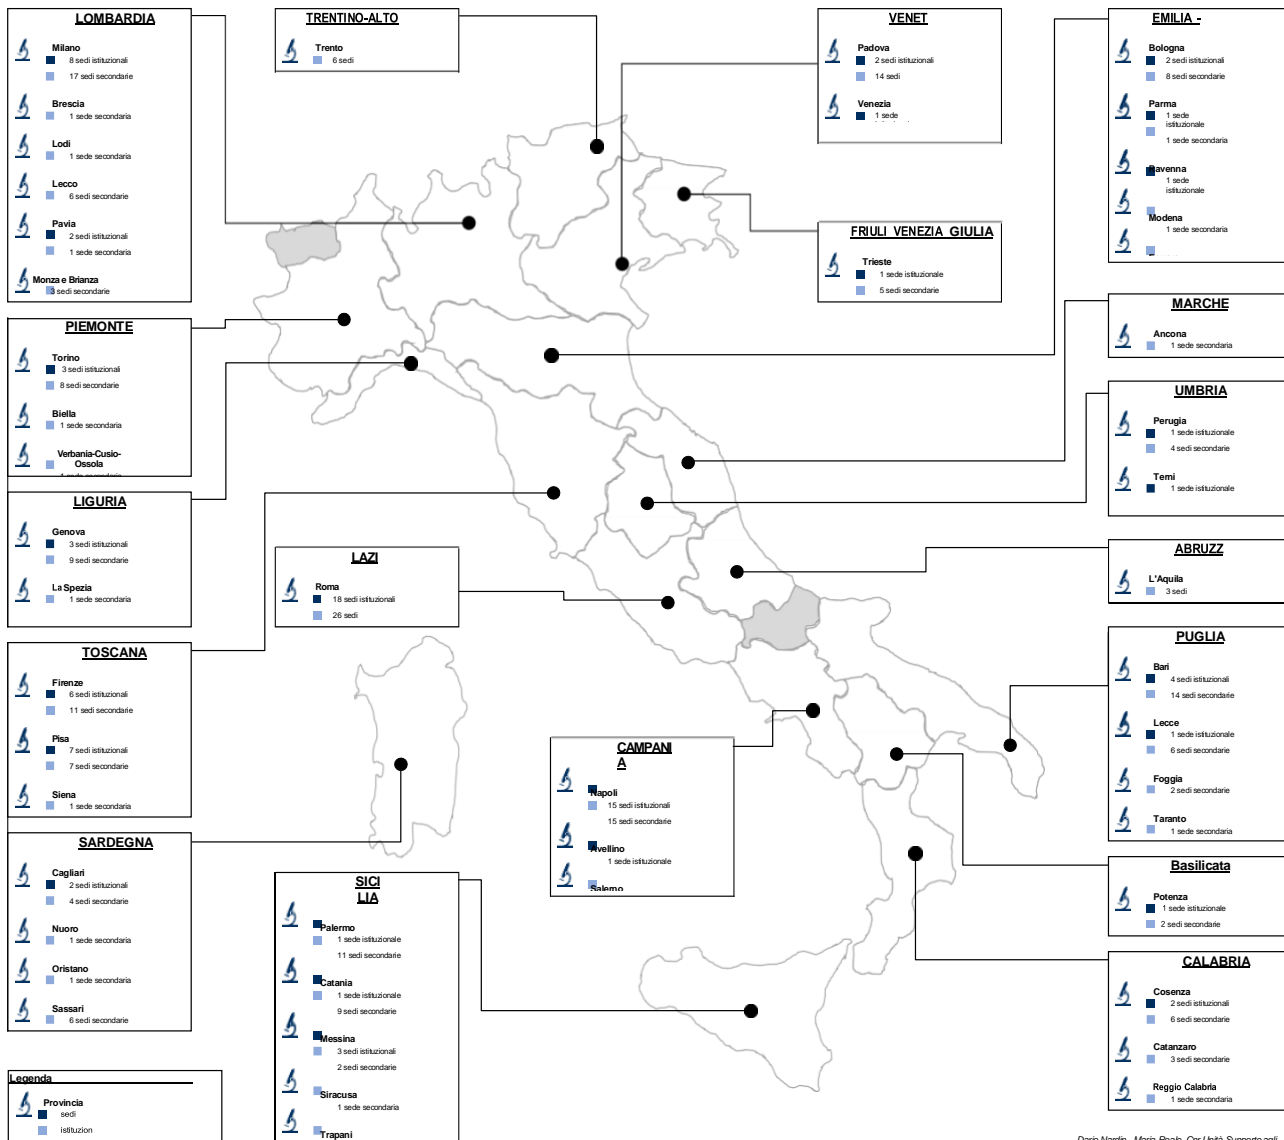 LOMBARDIA
Milano
8 sedi istituzionali
17 sedi secondarie
Brescia
1 sede secondaria
Lodi
1 sede secondaria
Lecco
6 sedi secondarie
Pavia
2 sedi istituzionali
1 sede secondaria
Monza e Brianza
3 sedi secondarie
TRENTINO-ALTO
Trento
6 sedi
VENET
Padova
2 sedi istituzionali
14 sedi
Venezia
1 sede
EMILIA -
Bologna
2 sedi istituzionali
8 sedi secondarie
Parma
1 sede
istituzionale
1 sede secondaria
Ravenna
1 sede
istituzionale
Modena
1 sede secondaria
FRIULI VENEZIA GIULIA
Trieste
1 sede istituzionale
5 sedi secondarie
PIEMONTE
Torino
3 sedi istituzionali
8 sedi secondarie
Biella
1 sede secondaria
Verbania-Cusio-
Ossola
1 sede secondaria
MARCHE
Ancona
1 sede secondaria
UMBRIA
Perugia
1 sede istituzionale
4 sedi secondarie
Terni
1 sede istituzionale
LIGURIA
Genova
3 sedi istituzionali
9 sedi secondarie
La Spezia
1 sede secondaria
LAZI
Roma
18 sedi istituzionali
26 sedi
ABRUZZ
L'Aquila
3 sedi
TOSCANA
Firenze
6 sedi istituzionali
11 sedi secondarie
Pisa
7 sedi istituzionali
7 sedi secondarie
Siena
1 sede secondaria
PUGLIA
Bari
4 sedi istituzionali
14 sedi secondarie
Lecce
1 sede istituzionale
6 sedi secondarie
Foggia
2 sedi secondarie
Taranto
1 sede secondaria
CAMPANI
A
Napoli
15 sedi istituzionali
15 sedi secondarie
Avellino
1 sede istituzionale
Salerno
SARDEGNA
Cagliari
2 sedi istituzionali
4 sedi secondarie
Nuoro
1 sede secondaria
Oristano
1 sede secondaria
Sassari
6 sedi secondarie
SICI
LIA
Palermo
1 sede istituzionale
11 sedi secondarie
Catania
1 sede istituzionale
9 sedi secondarie
Messina
3 sedi istituzionali
2 sedi secondarie
Siracusa
1 sede secondaria
Trapani
Basilicata
Potenza
1 sede istituzionale
2 sedi secondarie
CALABRIA
Cosenza
2 sedi istituzionali
6 sedi secondarie
Catanzaro
3 sedi secondarie
Reggio Calabria
1 sede secondaria
Legenda
Provincia
sedi
istituzion
Dario Nardin, Maria Reale, Cnr Unità Supporto agli